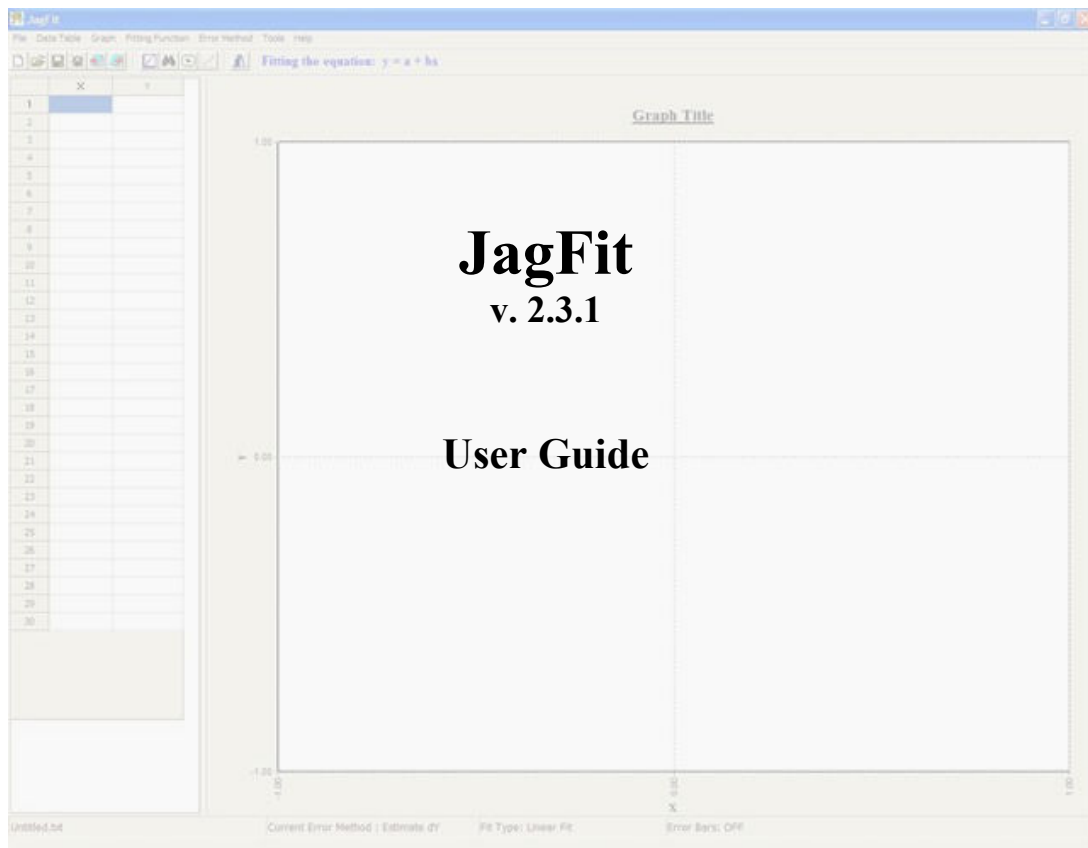 JagFit
File Data Table Graph Fitting Function Error Method Tools Help
Fitting the equation: y = a + bx
X Y
1
2
3
4
5
6
7
8
9
10
11
12
13
14
15
16
17
18
19
20
21
22
23
24
25
26
27
28
29
30
Graph Title
1.00
JagFit
v. 2.3.1
User Guide
Y 0.00
-1.00
-1.00 0.00 1.00
X
Untitled.txt Current Error Method : Estimate dY Fit Type: Linear Fit Error Bars: OFF